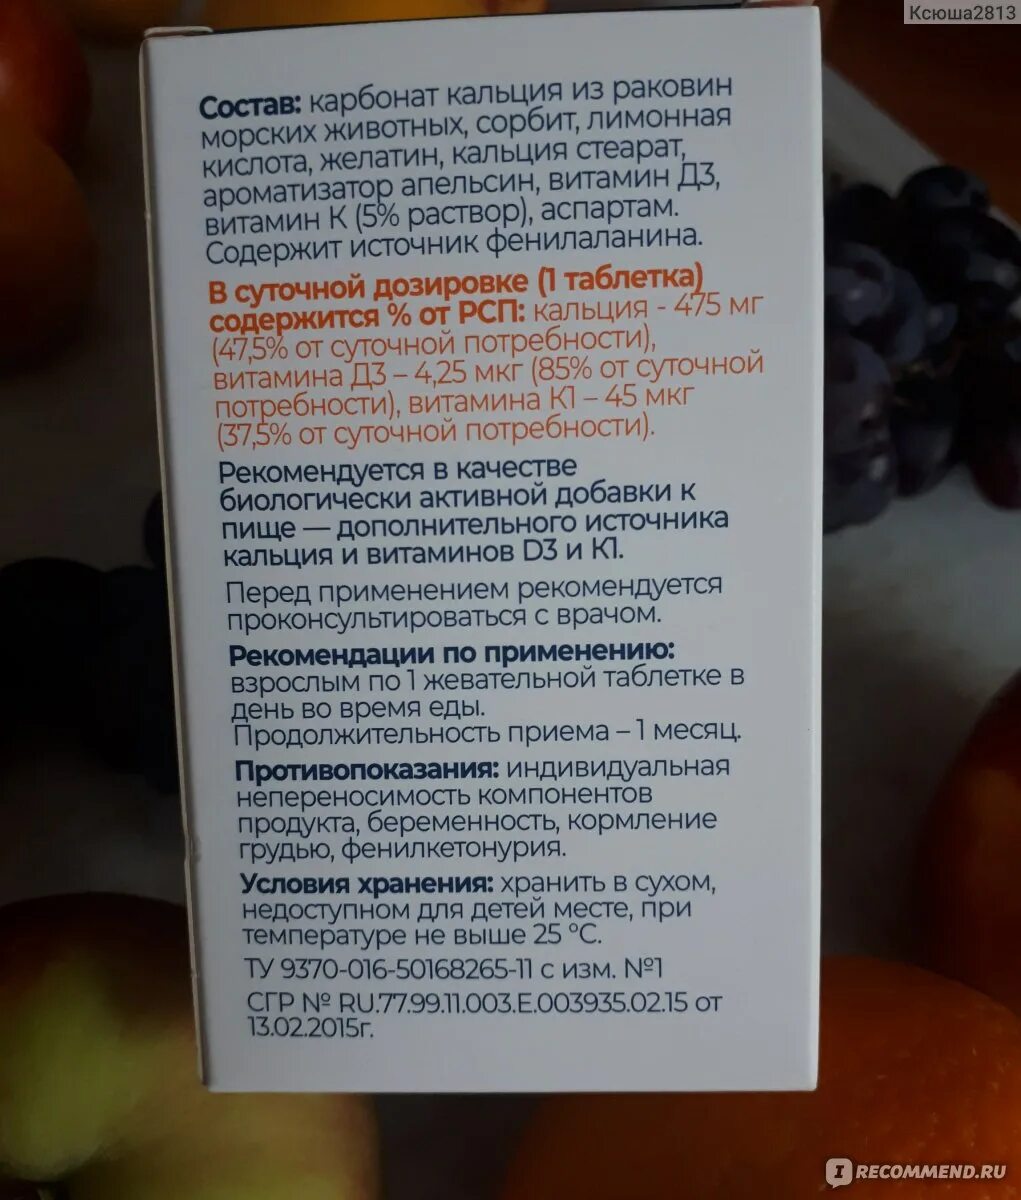 Ксюша2813
Состав: карбонат кальция из раковин
морских животных, сорбит, лимонная
кислота, желатин, кальция стеарат,
ароматизатор апельсин, витамин Д3,
витамин К (5% раствор), аспартам.
Содержит источник фенилаланина.
В суточной дозировке (1 таблетка)
содержится % от РСП: кальция - 475 мг
(47,5% от суточной потребности),
витамина Д3 – 4,25 мкг (85% от суточной
потребности), витамина К1 – 45 мкг
(37,5% от суточной потребности).
Рекомендуется в качестве
биологически активной добавки к
пище — дополнительного источника
кальция и витаминов D3 и К1.
Перед применением рекомендуется
проконсультироваться с врачом.
Рекомендации по применению:
взрослым по 1 жевательной таблетке в
день во время еды.
Продолжительность приема – 1 месяц.
Противопоказания: индивидуальная
непереносимость компонентов
продукта, беременность, кормление
грудью, фенилкетонурия.
Условия хранения: хранить в сухом,
недоступном для детей месте, при
температуре не выше 25 °С.
ТУ 9370-016-50168265-11 с изм. №1
СГР № RU.77.99.11.003.Е.003935.02.15 от
13.02.2015г.
RECOMMEND.RU